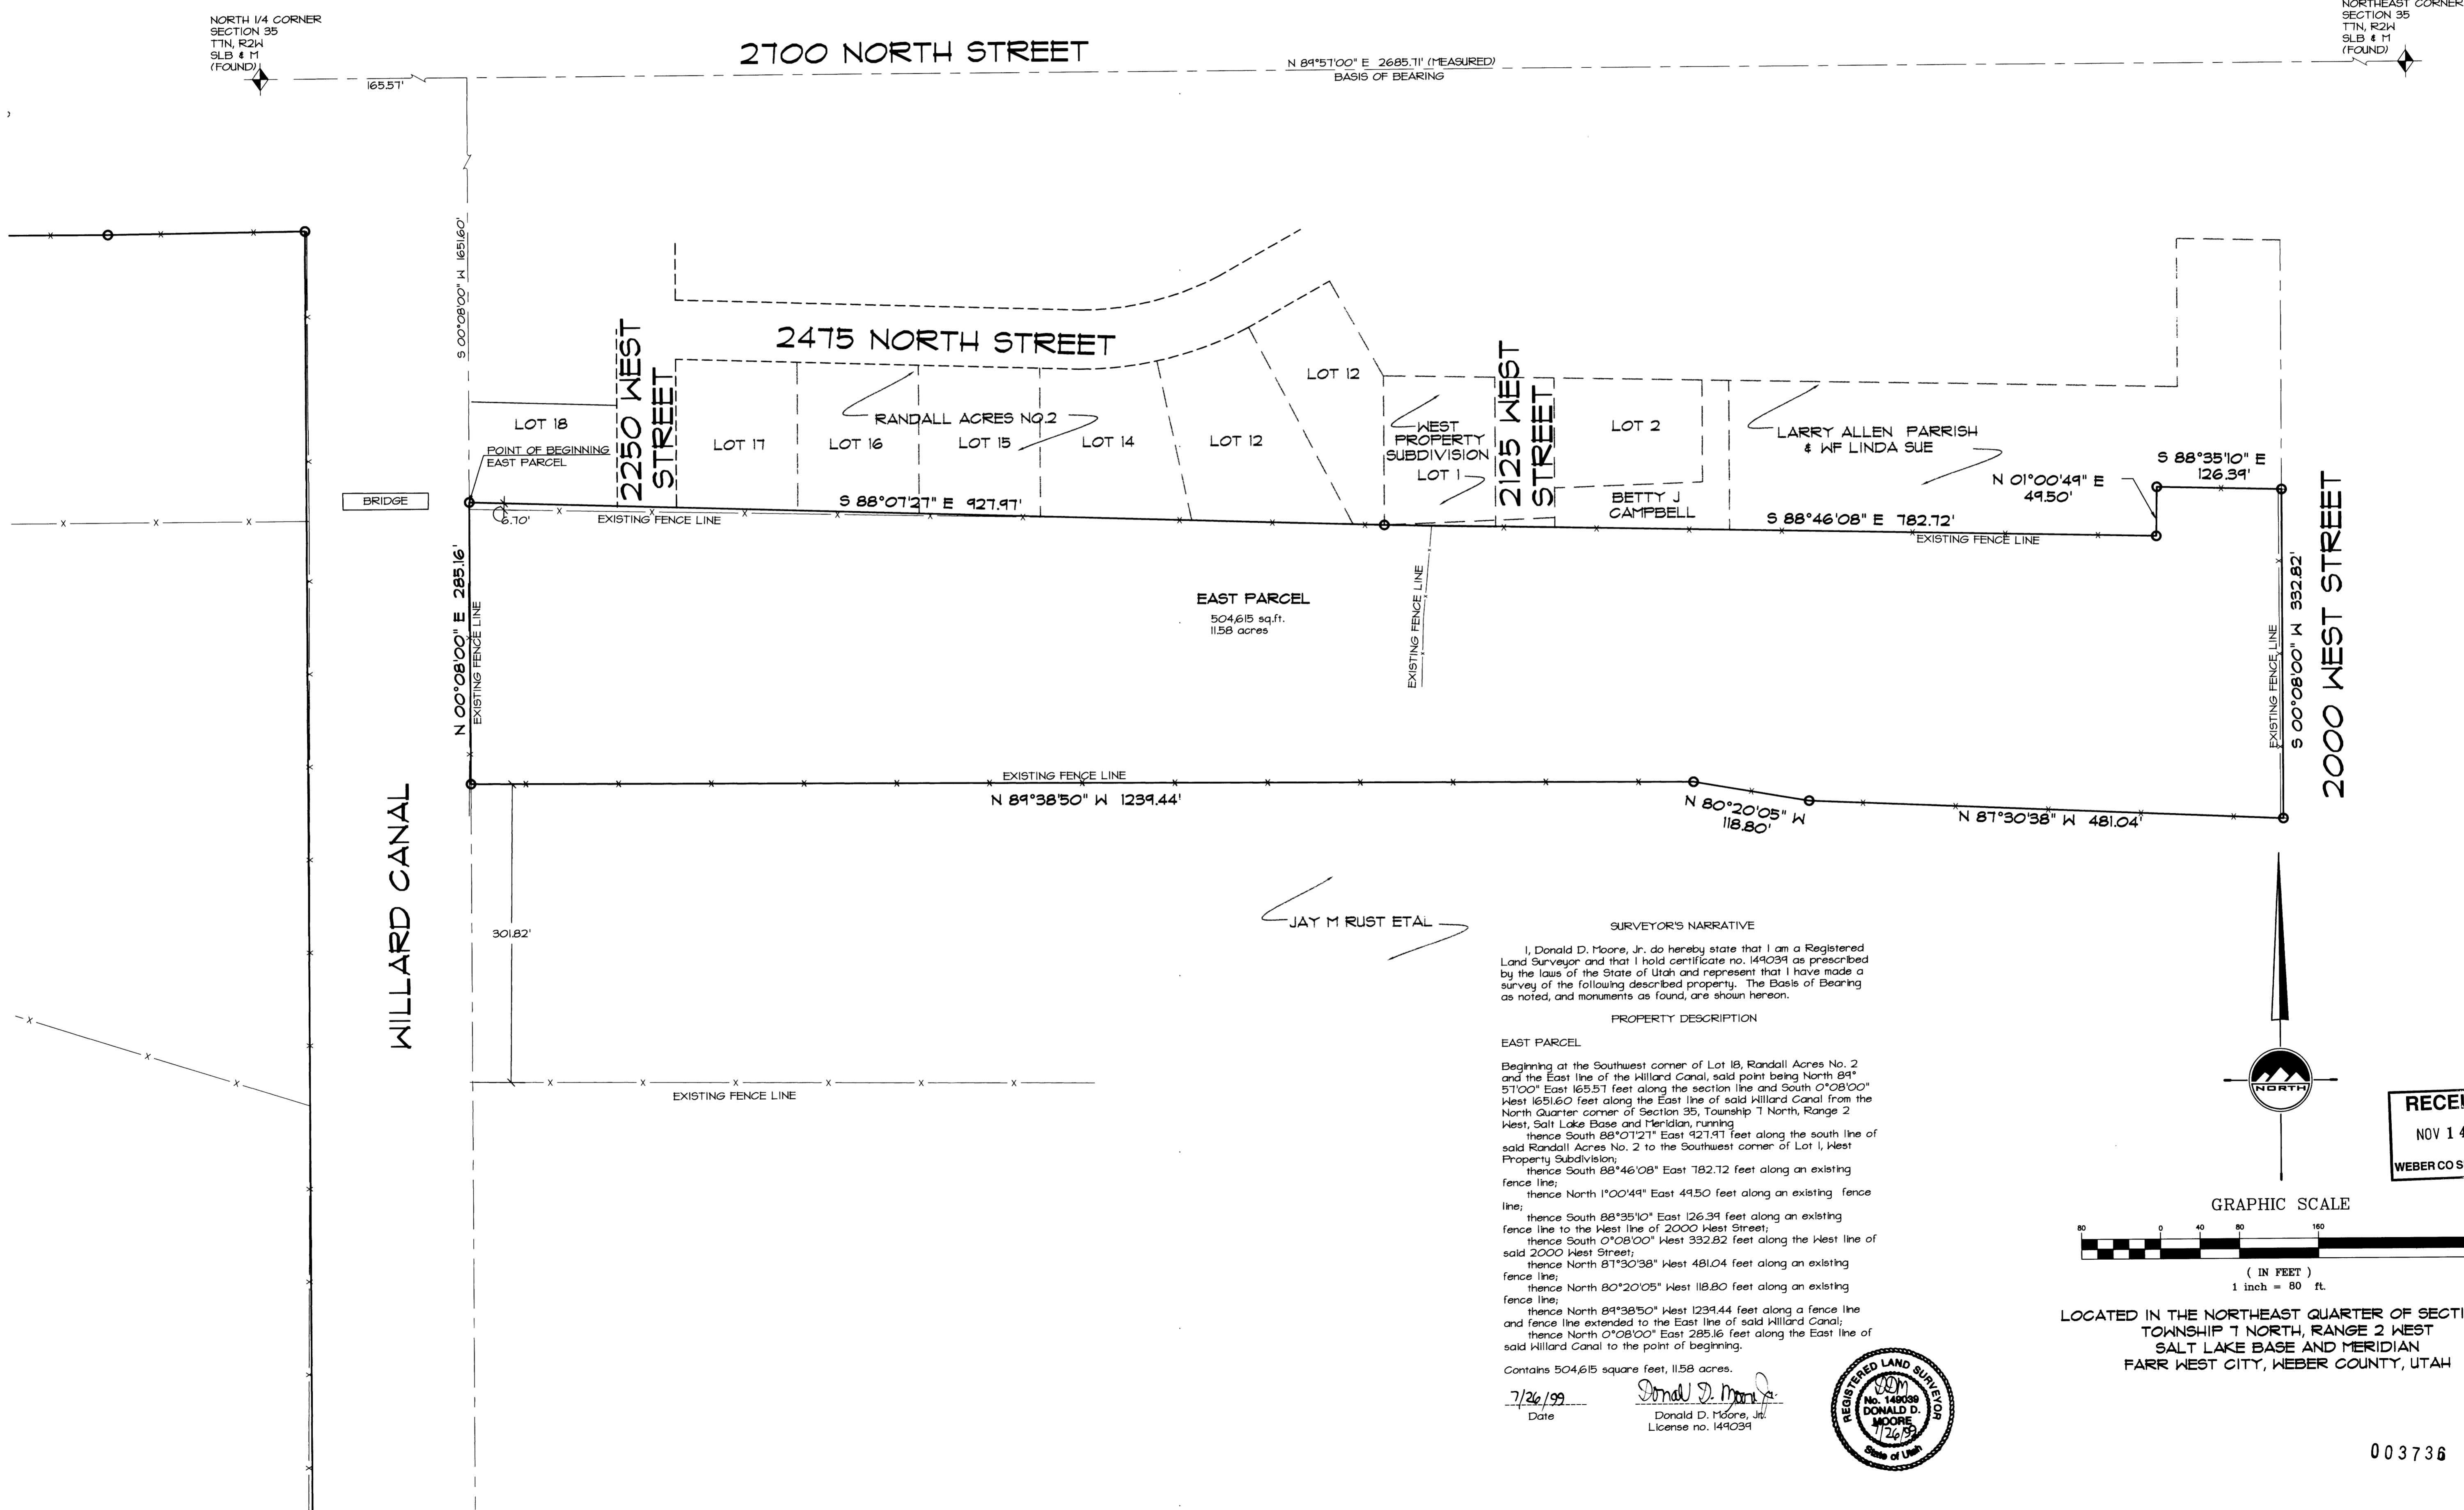 NORTH 1/4 CORNER
SECTION 35
T7N, R2W
SLB & M
(FOUND)
NORTHEAST CORNER
SECTION 35
T7N, R2W
SLB & M
(FOUND)
2700 NORTH STREET
N 89°57'00" E 2685.71' (MEASURED)
BASIS OF BEARING
165.57'
S 00°08'00" W 1651.60'
2475 NORTH STREET
2250 WEST
STREET
2125 WEST
STREET
LOT 18
LOT 17
LOT 16
LOT 15
LOT 14
LOT 12
LOT 12
RANDALL ACRES NO.2
WEST
PROPERTY
SUBDIVISION
LOT 1
LOT 2
BETTY J
CAMPBELL
LARRY ALLEN PARRISH
& WF LINDA SUE
POINT OF BEGINNING
EAST PARCEL
BRIDGE
6.70'
EXISTING FENCE LINE
S 88°07'27" E 927.97'
S 88°46'08" E 782.72'
EXISTING FENCE LINE
N 01°00'49" E
49.50'
S 88°35'10" E
126.39'
N 00°08'00" E 285.16'
EXISTING FENCE LINE
EAST PARCEL
504,615 sq.ft.
11.58 acres
EXISTING FENCE LINE
EXISTING FENCE LINE
S 00°08'00" W 332.82'
2000 WEST STREET
EXISTING FENCE LINE
N 89°38'50" W 1239.44'
N 80°20'05" W
118.80'
N 87°30'38" W 481.04'
WILLARD CANAL
301.82'
EXISTING FENCE LINE
JAY M RUST ETAL
SURVEYOR'S NARRATIVE
I, Donald D. Moore, Jr. do hereby state that I am a Registered
Land Surveyor and that I hold certificate no. 149039 as prescribed
by the laws of the State of Utah and represent that I have made a
survey of the following described property. The Basis of Bearing
as noted, and monuments as found, are shown hereon.
PROPERTY DESCRIPTION
EAST PARCEL
Beginning at the Southwest corner of Lot 18, Randall Acres No. 2
and the East line of the Willard Canal, said point being North 89°
57'00" East 165.57 feet along the section line and South 0°08'00"
West 1651.60 feet along the East line of said Willard Canal from the
North Quarter corner of Section 35, Township 7 North, Range 2
West, Salt Lake Base and Meridian, running
thence South 88°07'27" East 927.97 feet along the south line of
said Randall Acres No. 2 to the Southwest corner of Lot 1, West
Property Subdivision;
thence South 88°46'08" East 782.72 feet along an existing
fence line;
thence North 1°00'49" East 49.50 feet along an existing fence
line;
thence South 88°35'10" East 126.39 feet along an existing
fence line to the West line of 2000 West Street;
thence South 0°08'00" West 332.82 feet along the West line of
said 2000 West Street;
thence North 87°30'38" West 481.04 feet along an existing
fence line;
thence North 80°20'05" West 118.80 feet along an existing
fence line;
thence North 89°38'50" West 1239.44 feet along a fence line
and fence line extended to the East line of said Willard Canal;
thence North 0°08'00" East 285.16 feet along the East line of
said Willard Canal to the point of beginning.
Contains 504,615 square feet, 11.58 acres.
7/26/99
Date
Donald D. Moore Jr.
Donald D. Moore, Jr.
License no. 149039
REGISTERED LAND SURVEYOR
DDM
No. 149039
DONALD D.
MOORE
7/26/99
State of Utah
NORTH
RECEI
NOV 1 4
WEBER CO S
GRAPHIC SCALE
80 0 40 80 160
( IN FEET )
1 inch = 80 ft.
LOCATED IN THE NORTHEAST QUARTER OF SECTI
TOWNSHIP 7 NORTH, RANGE 2 WEST
SALT LAKE BASE AND MERIDIAN
FARR WEST CITY, WEBER COUNTY, UTAH
003736